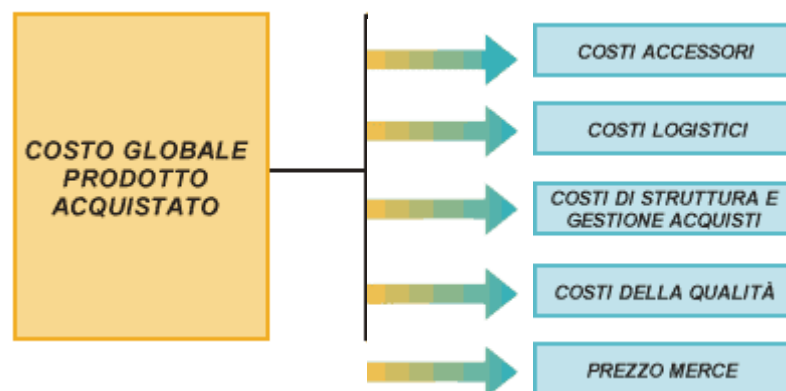 COSTO GLOBALE
PRODOTTO
ACQUISTATO
COSTI ACCESSORI
COSTI LOGISTICI
COSTI DI STRUTTURA E
GESTIONE ACQUISTI
COSTI DELLA QUALITÀ
PREZZO MERCE